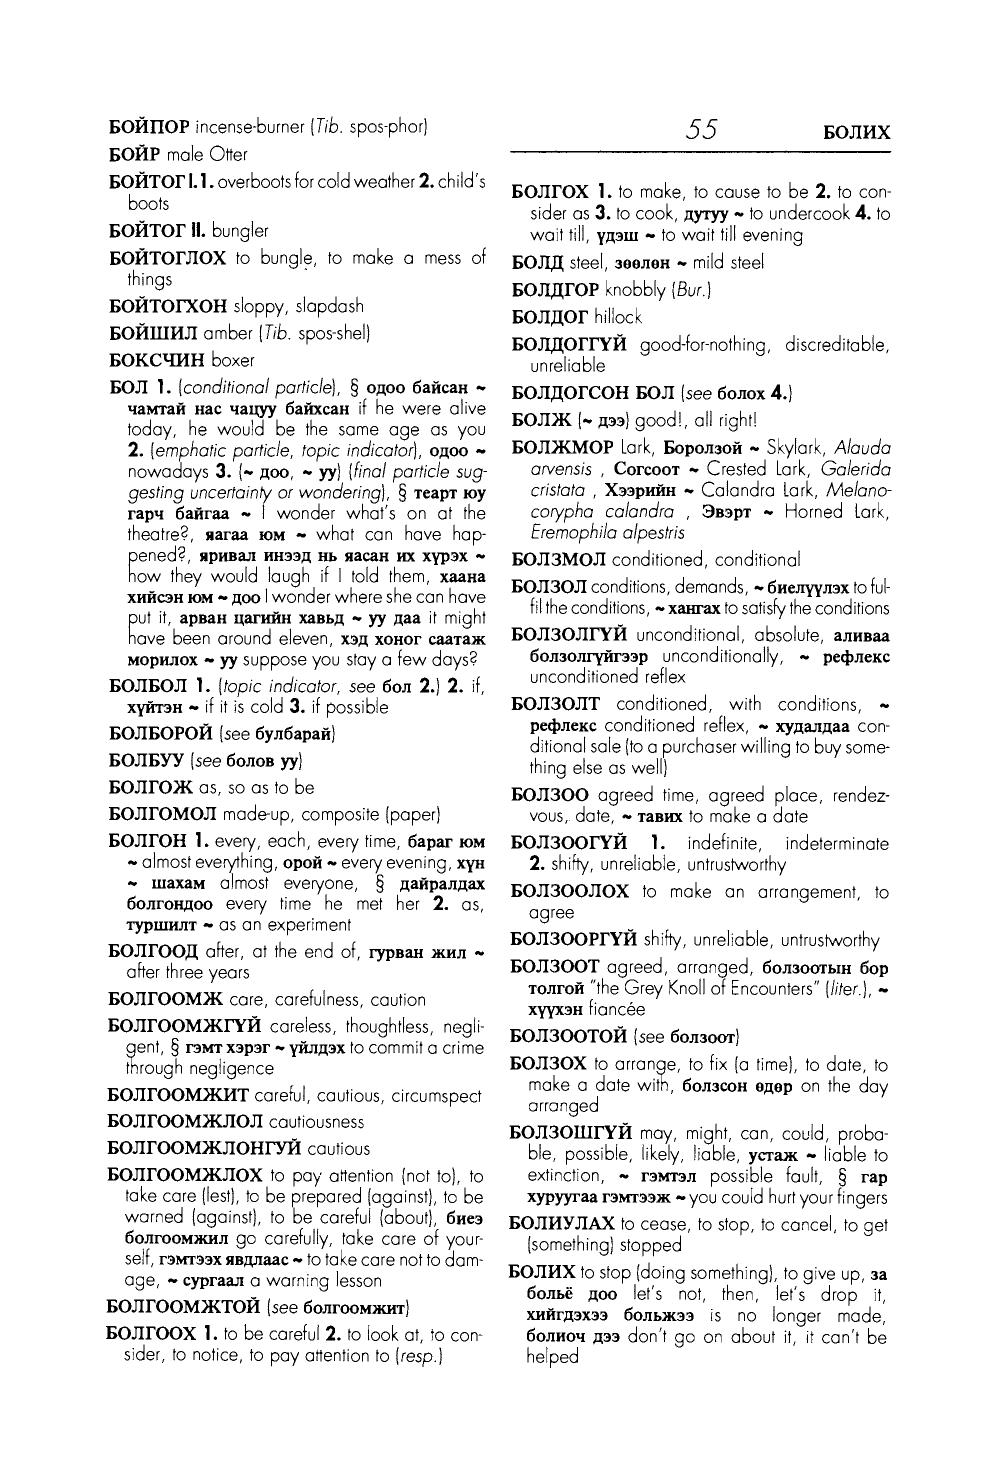 БОЙПОР incense-burner (Tib. spos-phor)
БОЙР male Otter
БОЙТОГ I. 1. overboots for cold weather 2. child's
boots
БОЙТОГ II. bungler
БОЙТОГЛОХ to bungle, to make a mess of
things
БОЙТОГХОН sloppy, slapdash
БОЙШИЛ amber (Tib. spos-shel)
БОКСЧИН boxer
БОЛ 1. (conditional particle), § одоо байсан ~
чамтай нас чацуу байхсан if he were alive
today, he would be the same age as you
2. (emphatic particle, topic indicator), одоо ~
nowadays 3. (~ доо, ~ уу) (final particle sug-
gesting uncertainty or wondering), § теарт юу
гарч байгаа ~ I wonder what's on at the
theatre?, яагаа юм ~ what can have hap-
pened?, яривал инээд нь яасан их хүрэх ~
how they would laugh if I told them, хаана
хийсэн юм ~ доо I wonder where she can have
put it, арван цагийн хавьд ~ уу даа it might
have been around eleven, хэд хоног саатаж
морилох ~ уу suppose you stay a few days?
БОЛБОЛ 1. (topic indicator, see бол 2.) 2. if,
хүйтэн ~ if it is cold 3. if possible
БОЛБОРОЙ (see булбарай)
БОЛБУУ (see болов уу)
БОЛГОЖ as, so as to be
БОЛГОМОЛ made-up, composite (paper)
БОЛГОН 1. every, each, every time, бараг юм
~ almost everything, орой ~ every evening, хүн
~ шахам almost everyone, § дайралдах
болгондоо every time he met her 2. as,
туршилт ~ as an experiment
БОЛГООД after, at the end of, гурван жил ~
after three years
БОЛГООМЖ care, carefulness, caution
БОЛГООМЖГҮЙ careless, thoughtless, negli-
gent, § гэмт хэрэг ~ үйлдэх to commit a crime
through negligence
БОЛГООМЖИТ careful, cautious, circumspect
БОЛГООМЖЛОЛ cautiousness
БОЛГООМЖЛОНГУЙ cautious
БОЛГООМЖЛОХ to pay attention (not to), to
take care (lest), to be prepared (against), to be
warned (against), to be careful (about), биеэ
болгоомжил go carefully, take care of your-
self, гэмтээх явдлаас ~ to take care not to dam-
age, ~ сургаал a warning lesson
БОЛГООМЖТОЙ (see болгоомжит)
БОЛГООХ 1. to be careful 2. to look at, to con-
sider, to notice, to pay attention to (resp.)
55 БОЛИХ
БОЛГОХ 1. to make, to cause to be 2. to con-
sider as 3. to cook, дутуу ~ to undercook 4. to
wait till, үдэш ~ to wait till evening
БОЛД steel, зөөлөн ~ mild steel
БОЛДГОР knobbly (Bur.)
БОЛДОГ hillock
БОЛДОГГҮЙ good-for-nothing, discreditable,
unreliable
БОЛДОГСОН БОЛ (see болох 4.)
БОЛЖ (~ дээ) good!, all right!
БОЛЖМОР Lark, Боролзой ~ Skylark, Alauda
arvensis , Согсоот ~ Crested Lark, Galerida
cristata , Хээрийн ~ Calandra Lark, Melano-
corypha calandra , Эвэрт ~ Horned Lark,
Eremophila alpestris
БОЛЗМОЛ conditioned, conditional
БОЛЗОЛ conditions, demands, ~ биелүүлэх to ful-
fil the conditions, ~ хангах to satisfy the conditions
БОЛЗОЛГҮЙ unconditional, absolute, аливаа
болзолгүйгээр unconditionally, ~ рефлекс
unconditioned reflex
БОЛЗОЛТ conditioned, with conditions, ~
рефлекс conditioned reflex, ~ худалдаа con-
ditional sale (to a purchaser willing to buy some-
thing else as well)
БОЛЗОО agreed time, agreed place, rendez-
vous, date, ~ тавих to make a date
БОЛЗООГҮЙ 1. indefinite, indeterminate
2. shifty, unreliable, untrustworthy
БОЛЗООЛОХ to make an arrangement, to
agree
БОЛЗООРГҮЙ shifty, unreliable, untrustworthy
БОЛЗООТ agreed, arranged, болзоотын бор
толгой "the Grey Knoll of Encounters" (liter.), ~
хүүхэн fiancée
БОЛЗООТОЙ (see болзоот)
БОЛЗОХ to arrange, to fix (a time), to date, to
make a date with, болзсон өдөр on the day
arranged
БОЛЗОШГҮЙ may, might, can, could, proba-
ble, possible, likely, liable, устаж ~ liable to
extinction, ~ гэмтэл possible fault, § гар
хуруугаа гэмтээж ~ you could hurt your fingers
БОЛИУЛАХ to cease, to stop, to cancel, to get
(something) stopped
БОЛИХ to stop (doing something), to give up, за
больё доо let's not, then, let's drop it,
хийгдэхээ больжээ is no longer made,
болиоч дээ don't go on about it, it can't be
helped